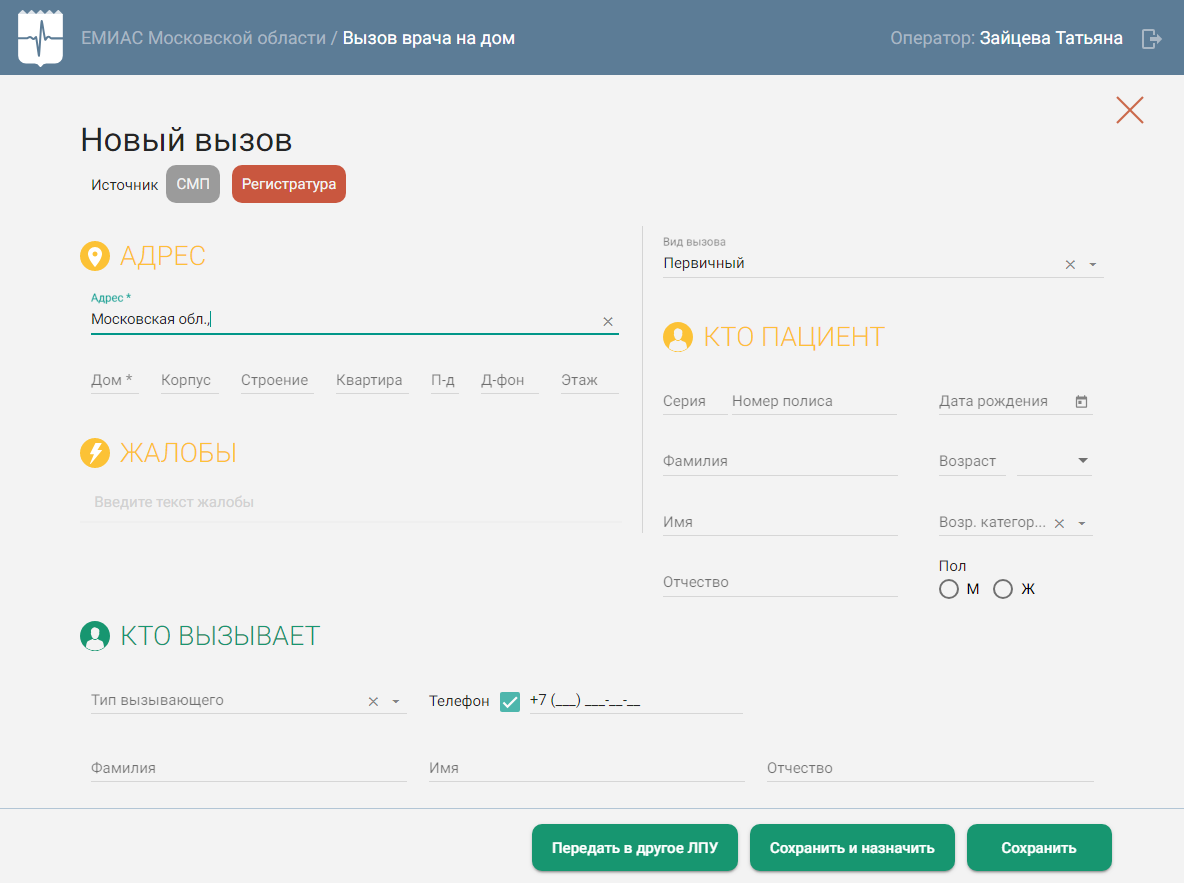 ЕМИАС Московской области / Вызов врача на дом
Оператор: Зайцева Татьяна
Новый вызов
Источник СМП Регистратура
АДРЕС
Адрес *
Московская обл.,
Дом * Корпус Строение Квартира П-д Д-фон Этаж
ЖАЛОБЫ
Введите текст жалобы
Вид вызова
Первичный
КТО ПАЦИЕНТ
Серия Номер полиса Дата рождения
Фамилия Возраст
Имя Возр. категор...
Отчество
Пол
М Ж
КТО ВЫЗЫВАЕТ
Тип вызывающего Телефон +7 (___) ___-__-__
Фамилия Имя Отчество
Передать в другое ЛПУ Сохранить и назначить Сохранить